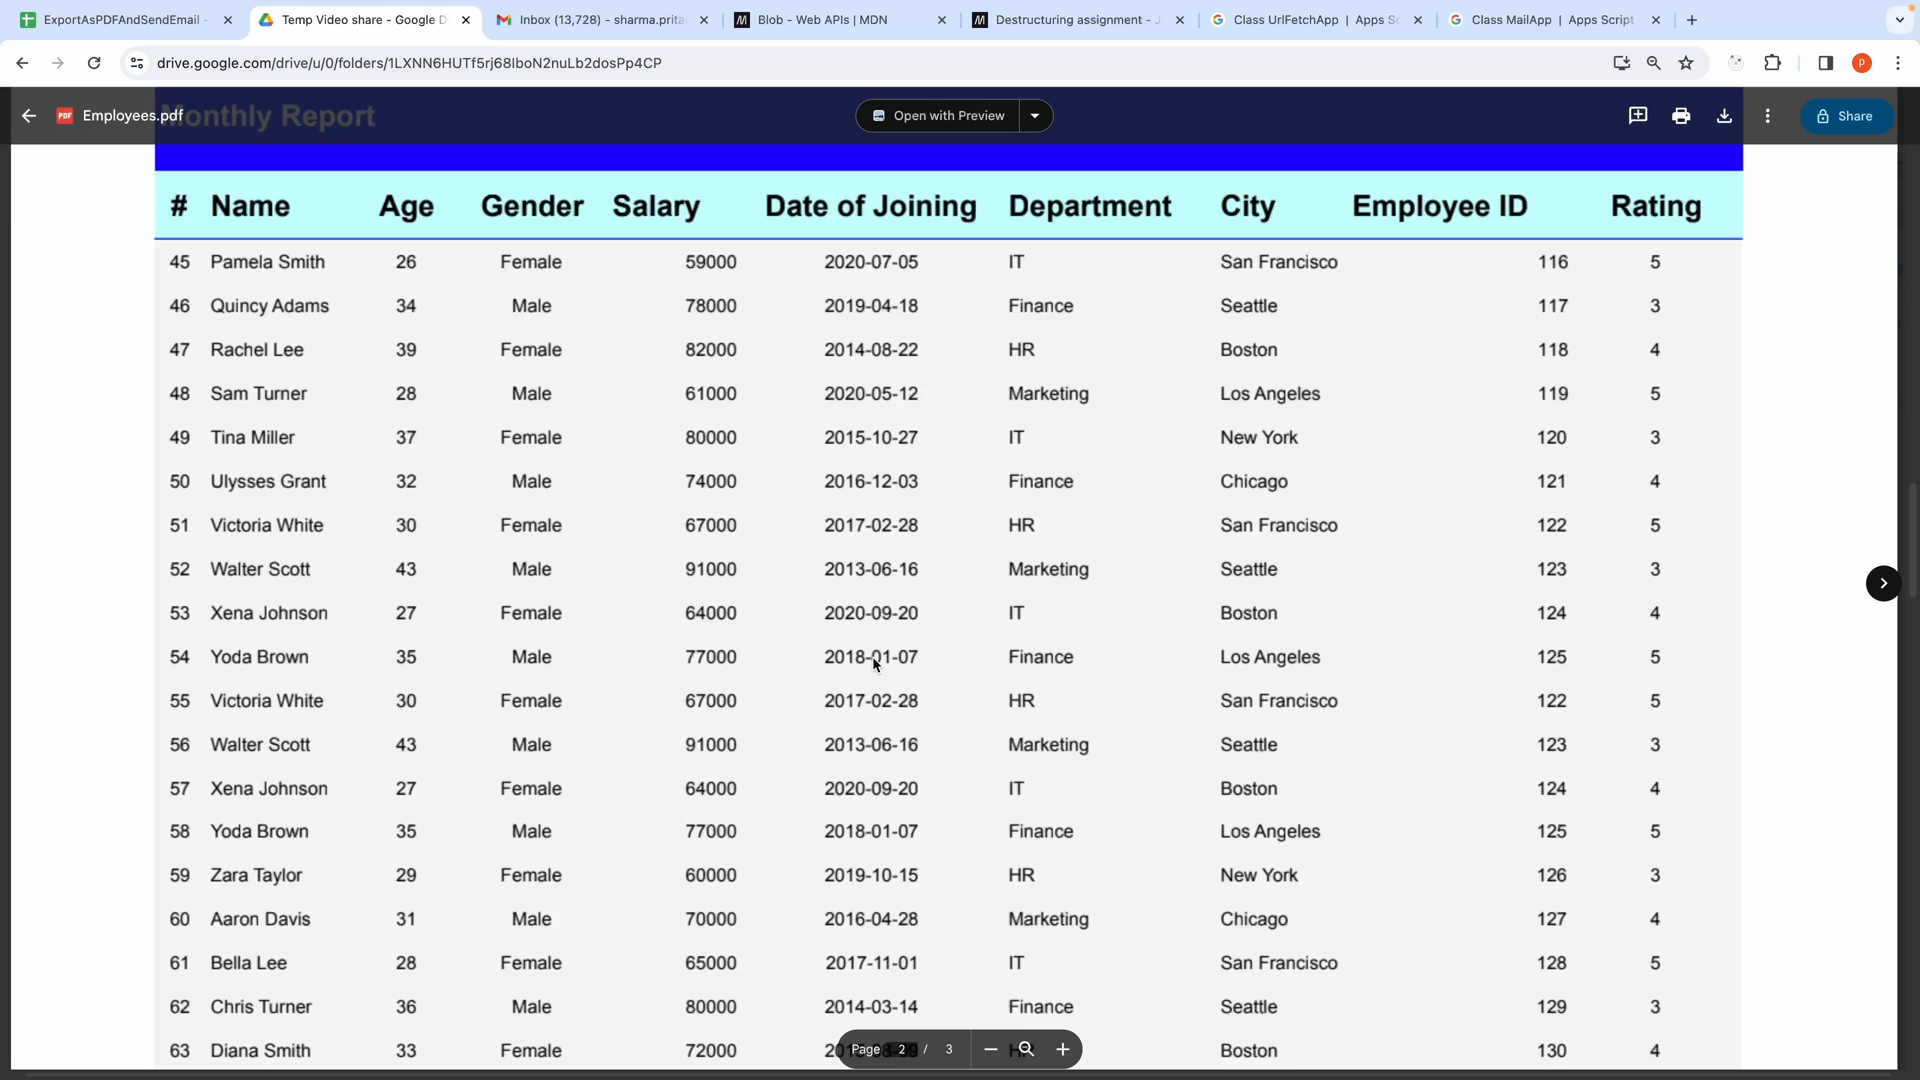 ExportAsPDFAndSendEmail - Temp Video share - Google D Inbox (13,728) - sharma.prita Blob - Web APIs | MDN Destructuring assignment - J Class UrlFetchApp | Apps Sc Class MailApp | Apps Script
drive.google.com/drive/u/0/folders/1LXNN6HUTf5rj68lboN2nuLb2dosPp4CP P
PDF Employees.pdf Monthly Report Open with Preview Share
# Name Age Gender Salary Date of Joining Department City Employee ID Rating
45 Pamela Smith 26 Female 59000 2020-07-05 IT San Francisco 116 5
46 Quincy Adams 34 Male 78000 2019-04-18 Finance Seattle 117 3
47 Rachel Lee 39 Female 82000 2014-08-22 HR Boston 118 4
48 Sam Turner 28 Male 61000 2020-05-12 Marketing Los Angeles 119 5
49 Tina Miller 37 Female 80000 2015-10-27 IT New York 120 3
50 Ulysses Grant 32 Male 74000 2016-12-03 Finance Chicago 121 4
51 Victoria White 30 Female 67000 2017-02-28 HR San Francisco 122 5
52 Walter Scott 43 Male 91000 2013-06-16 Marketing Seattle 123 3
53 Xena Johnson 27 Female 64000 2020-09-20 IT Boston 124 4
54 Yoda Brown 35 Male 77000 2018-01-07 Finance Los Angeles 125 5
55 Victoria White 30 Female 67000 2017-02-28 HR San Francisco 122 5
56 Walter Scott 43 Male 91000 2013-06-16 Marketing Seattle 123 3
57 Xena Johnson 27 Female 64000 2020-09-20 IT Boston 124 4
58 Yoda Brown 35 Male 77000 2018-01-07 Finance Los Angeles 125 5
59 Zara Taylor 29 Female 60000 2019-10-15 HR New York 126 3
60 Aaron Davis 31 Male 70000 2016-04-28 Marketing Chicago 127 4
61 Bella Lee 28 Female 65000 2017-11-01 IT San Francisco 128 5
62 Chris Turner 36 Male 80000 2014-03-14 Finance Seattle 129 3
63 Diana Smith 33 Female 72000 HR Boston 130 4
Page 2 / 3